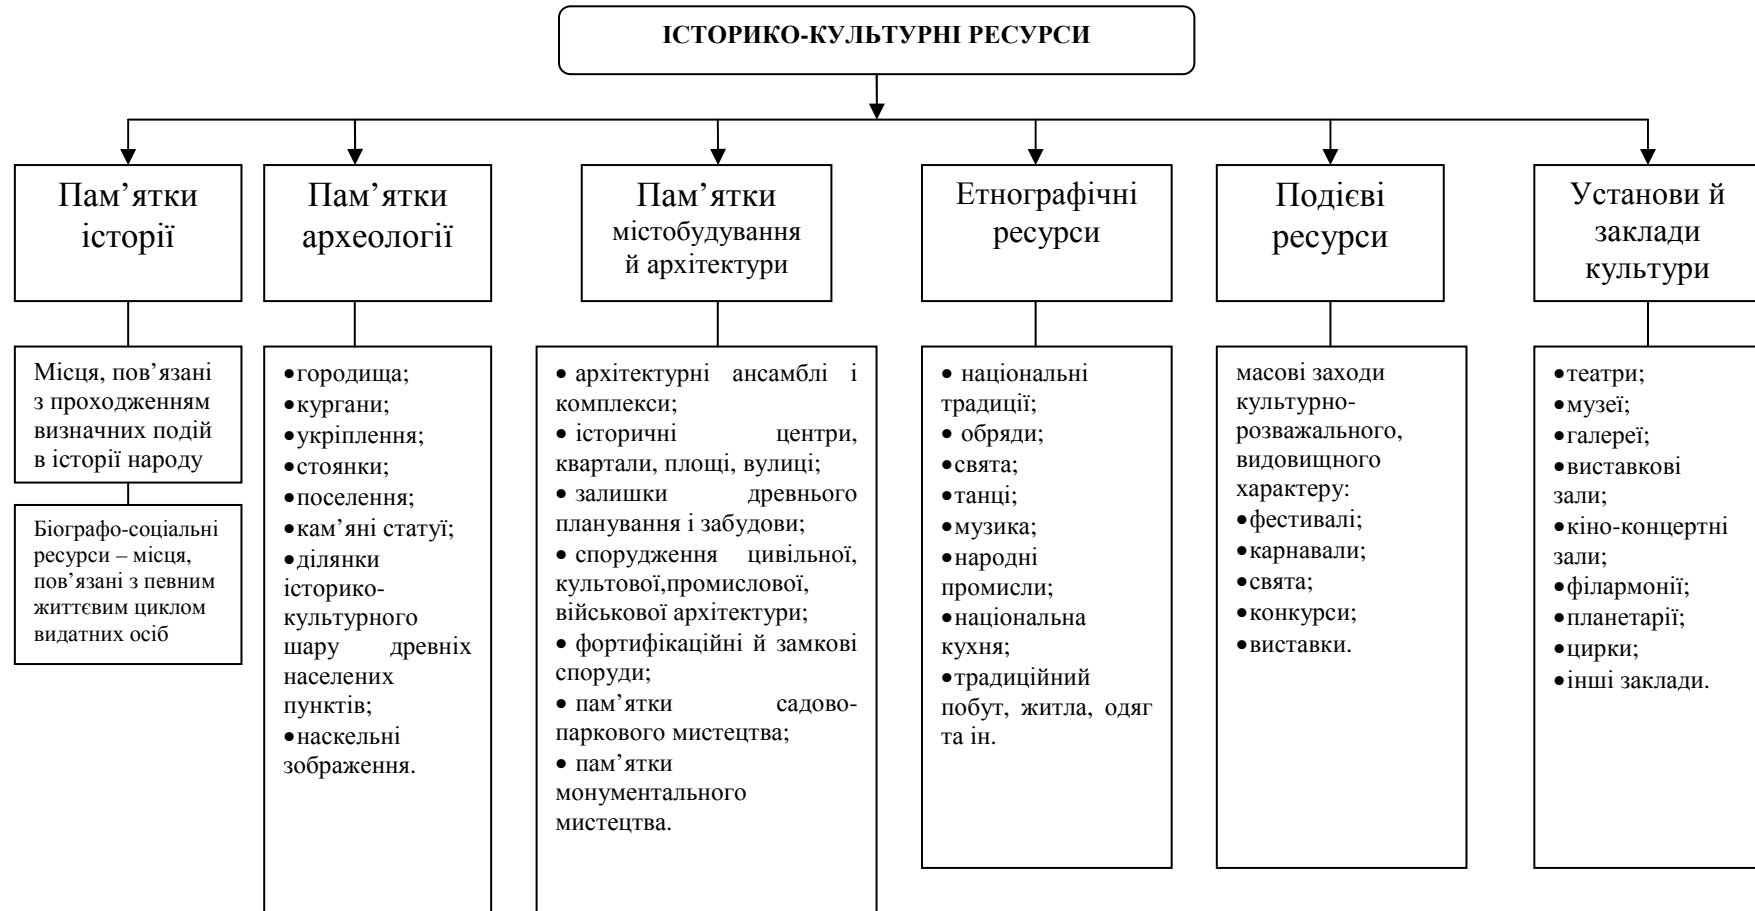 ІСТОРИКО-КУЛЬТУРНІ РЕСУРСИ
Пам’ятки
історії
Місця, пов’язані
з проходженням
визначних подій
в історії народу
Біографо-соціальні
ресурси – місця,
пов’язані з певним
життєвим циклом
видатних осіб
Пам’ятки
археології
•городища;
•кургани;
•укріплення;
•стоянки;
•поселення;
•кам’яні статуї;
•ділянки
історико-
культурного
шару древніх
населених
пунктів;
•наскельні
зображення.
Пам’ятки
містобудування
й архітектури
• архітектурні ансамблі і
комплекси;
• історичні центри,
квартали, площі, вулиці;
• залишки древнього
планування і забудови;
• спорудження цивільної,
культової,промислової,
військової архітектури;
• фортифікаційні й замкові
споруди;
• пам’ятки садово-
паркового мистецтва;
• пам’ятки
монументального
мистецтва.
Етнографічні
ресурси
• національні
традиції;
• обряди;
•свята;
•танці;
•музика;
•народні
промисли;
•національна
кухня;
•традиційний
побут, житла, одяг
та ін.
Подієві
ресурси
масові заходи
культурно-
розважального,
видовищного
характеру:
•фестивалі;
•карнавали;
•свята;
•конкурси;
•виставки.
Установи й
заклади
культури
•театри;
•музеї;
•галереї;
•виставкові
зали;
•кіно-концертні
зали;
•філармонії;
•планетарії;
•цирки;
•інші заклади.